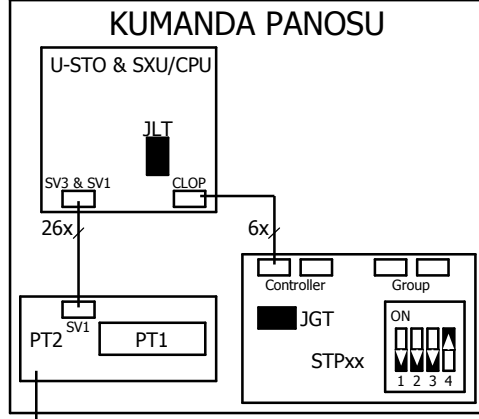 KUMANDA PANOSU
U-STO & SXU/CPU
JLT
SV3 & SV1
CLOP
26x
6x
Controller
Group
SV1
PT2
PT1
JGT
STPxx
ON
1 2 3 4